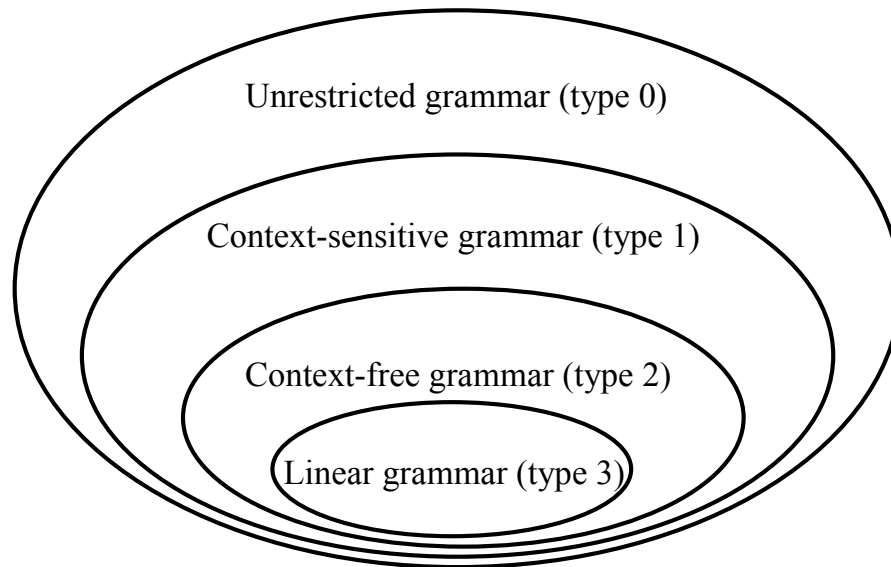 Unrestricted grammar (type 0)
Context-sensitive grammar (type 1)
Context-free grammar (type 2)
Linear grammar (type 3)